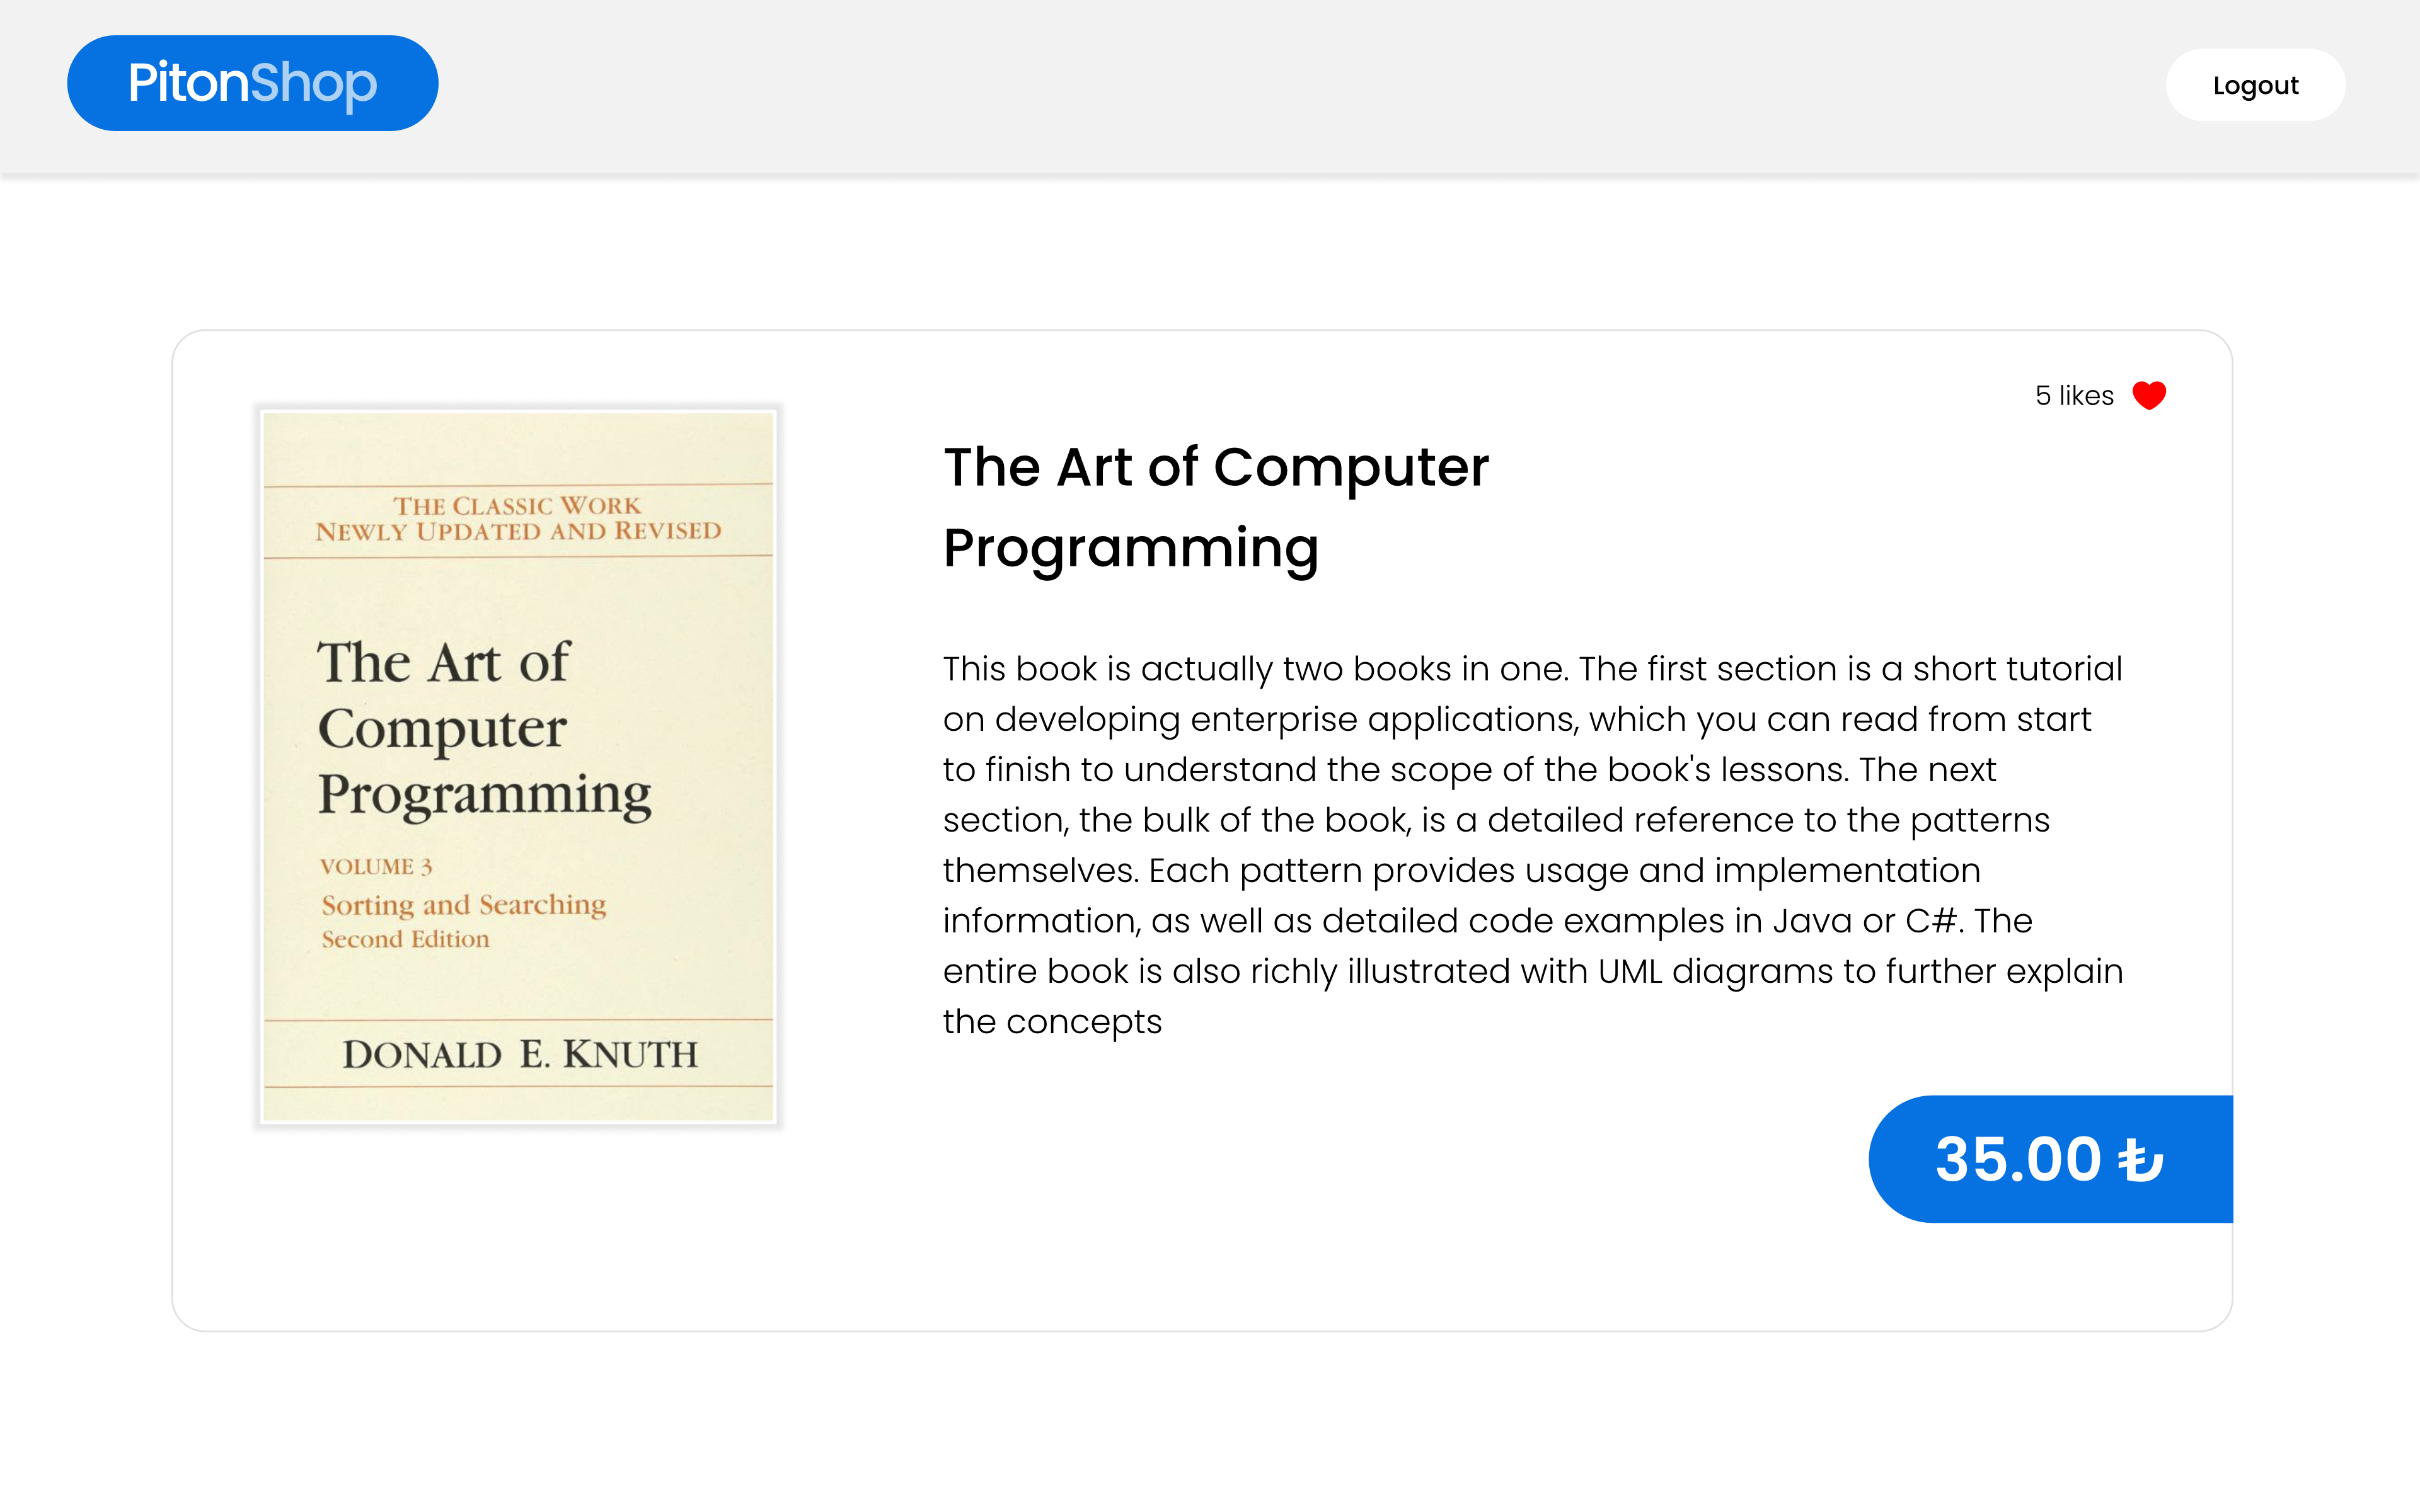 PitonShop
Logout
5 likes
THE CLASSIC WORK
NEWLY UPDATED AND REVISED
The Art of
Computer
Programming
VOLUME 3
Sorting and Searching
Second Edition
DONALD E. KNUTH
The Art of Computer
Programming
This book is actually two books in one. The first section is a short tutorial
on developing enterprise applications, which you can read from start
to finish to understand the scope of the book's lessons. The next
section, the bulk of the book, is a detailed reference to the patterns
themselves. Each pattern provides usage and implementation
information, as well as detailed code examples in Java or C#. The
entire book is also richly illustrated with UML diagrams to further explain
the concepts
35.00 ₺